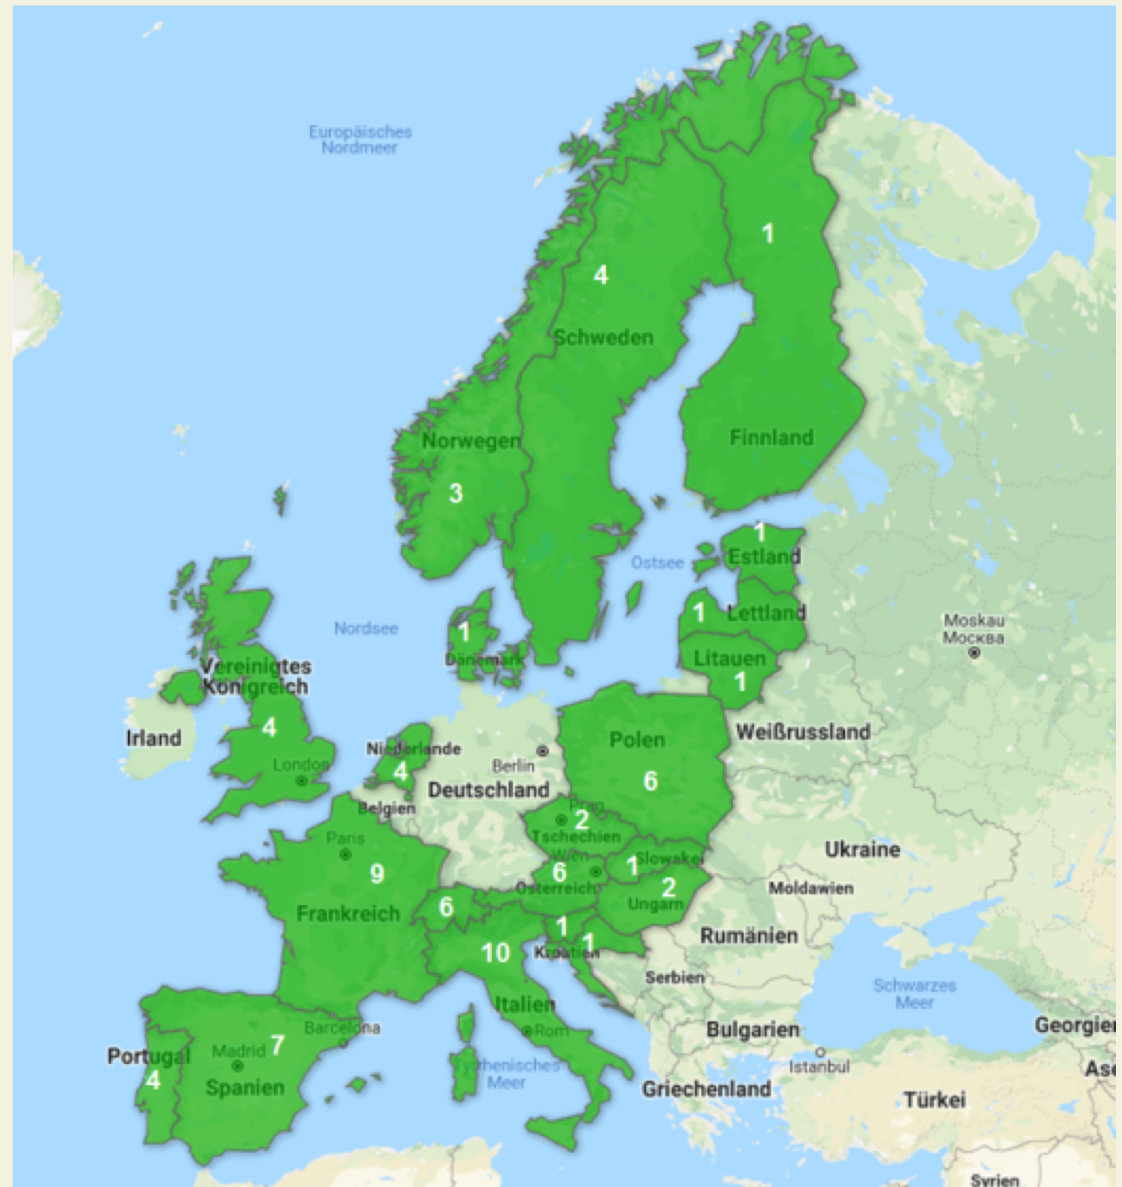 Europäisches
Nordmeer
1
4
Schweden
Finnland
Norwegen
3
1
Estland
Ostsee
1
Lettland
Moskau
Москва
Nordsee
1
Dänemark
Litauen
1
Vereinigtes
Königreich
4
Irland
London
Niederlande
4
Berlin
Deutschland
Belgien
Polen
6
Weißrussland
Prag
2
Tschechien
Paris
9
Frankreich
Wien
6
Österreich
1
Slowakei
2
Ungarn
Ukraine
Moldawien
6
1
1
Kroatien
10
Rumänien
Serbien
Italien
Schwarzes
Meer
Barcelona
Madrid
7
Portugal
4
Spanien
Rom
Tyrrhenisches
Meer
Bulgarien
Georgien
Istanbul
Griechenland
Türkei
Ase
Syrien